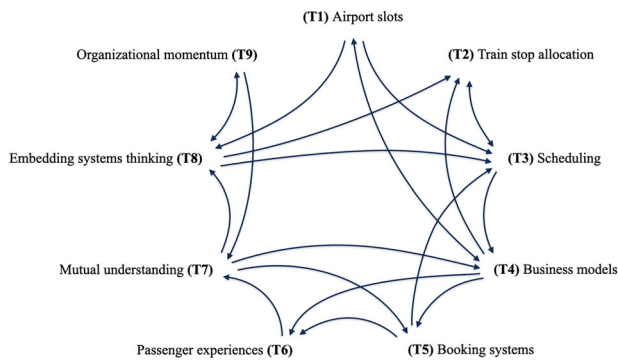 (T1) Airport slots
Organizational momentum (T9)
(T2) Train stop allocation
Embedding systems thinking (T8)
(T3) Scheduling
Mutual understanding (T7)
(T4) Business models
Passenger experiences (T6)
(T5) Booking systems